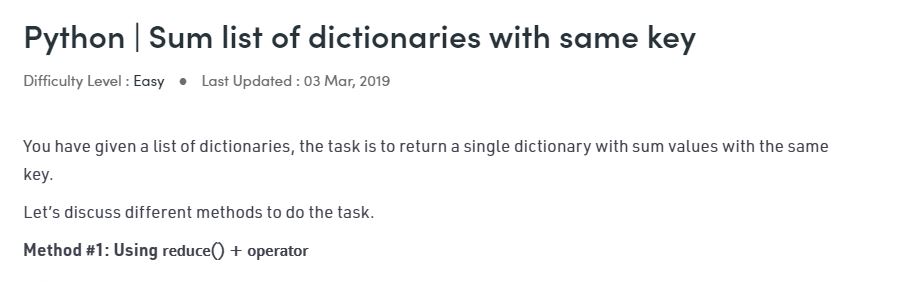 Python | Sum list of dictionaries with same key
Difficulty Level : Easy ● Last Updated : 03 Mar, 2019
You have given a list of dictionaries, the task is to return a single dictionary with sum values with the same
key.
Let’s discuss different methods to do the task.
Method #1: Using reduce() + operator